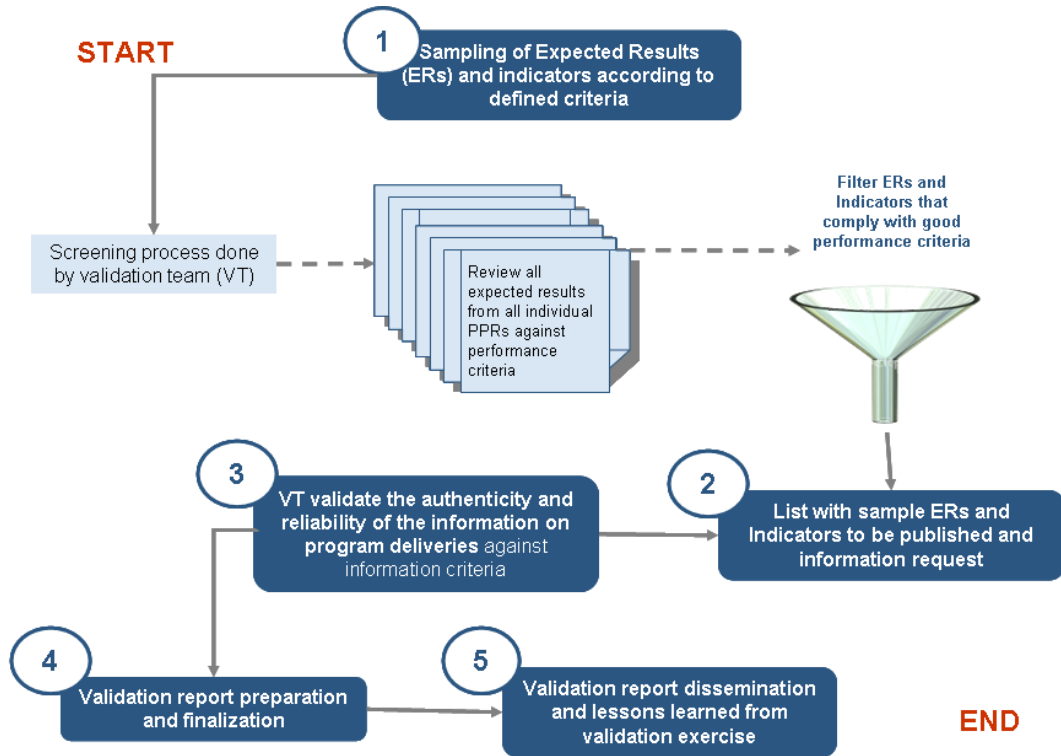 START
1
Sampling of Expected Results
(ERs) and indicators according to
defined criteria
Screening process done
by validation team (VT)
Review all
expected results
from all individual
PPRs against
performance
criteria
Filter ERs and
Indicators that
comply with good
performance criteria
2
List with sample ERs and
Indicators to be published and
information request
3
VT validate the authenticity and
reliability of the information on
program deliveries against
information criteria
4
Validation report preparation
and finalization
5
Validation report dissemination
and lessons learned from
validation exercise
END